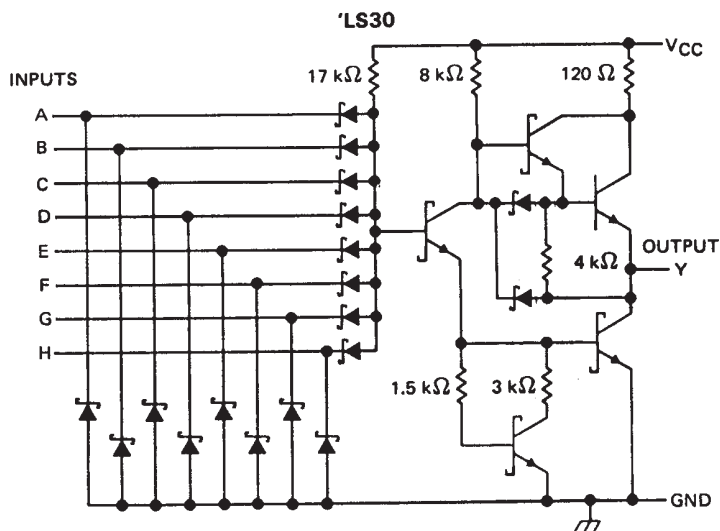 'LS30
VCC
17 kΩ
8 kΩ
120 Ω
INPUTS
A
B
C
D
E
F
G
H
OUTPUT
Y
4 kΩ
1.5 kΩ
3 kΩ
GND